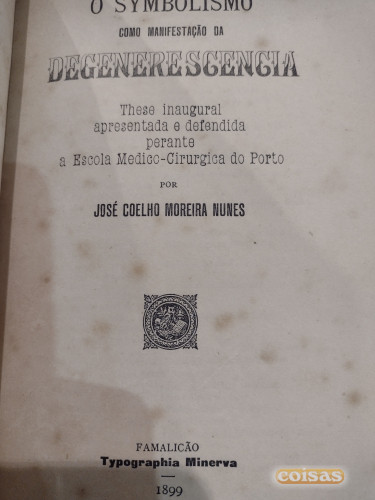 O SYMBOLISMO
COMO MANIFESTAÇÃO DA
DEGENERESCENCIA
These inaugural
apresentada e defendida
perante
a Escola Medico-Cirurgica do Porto
POR
JOSÉ COELHO MOREIRA NUNES
FAMALICÃO
Typographia Minerva
1899
coisas